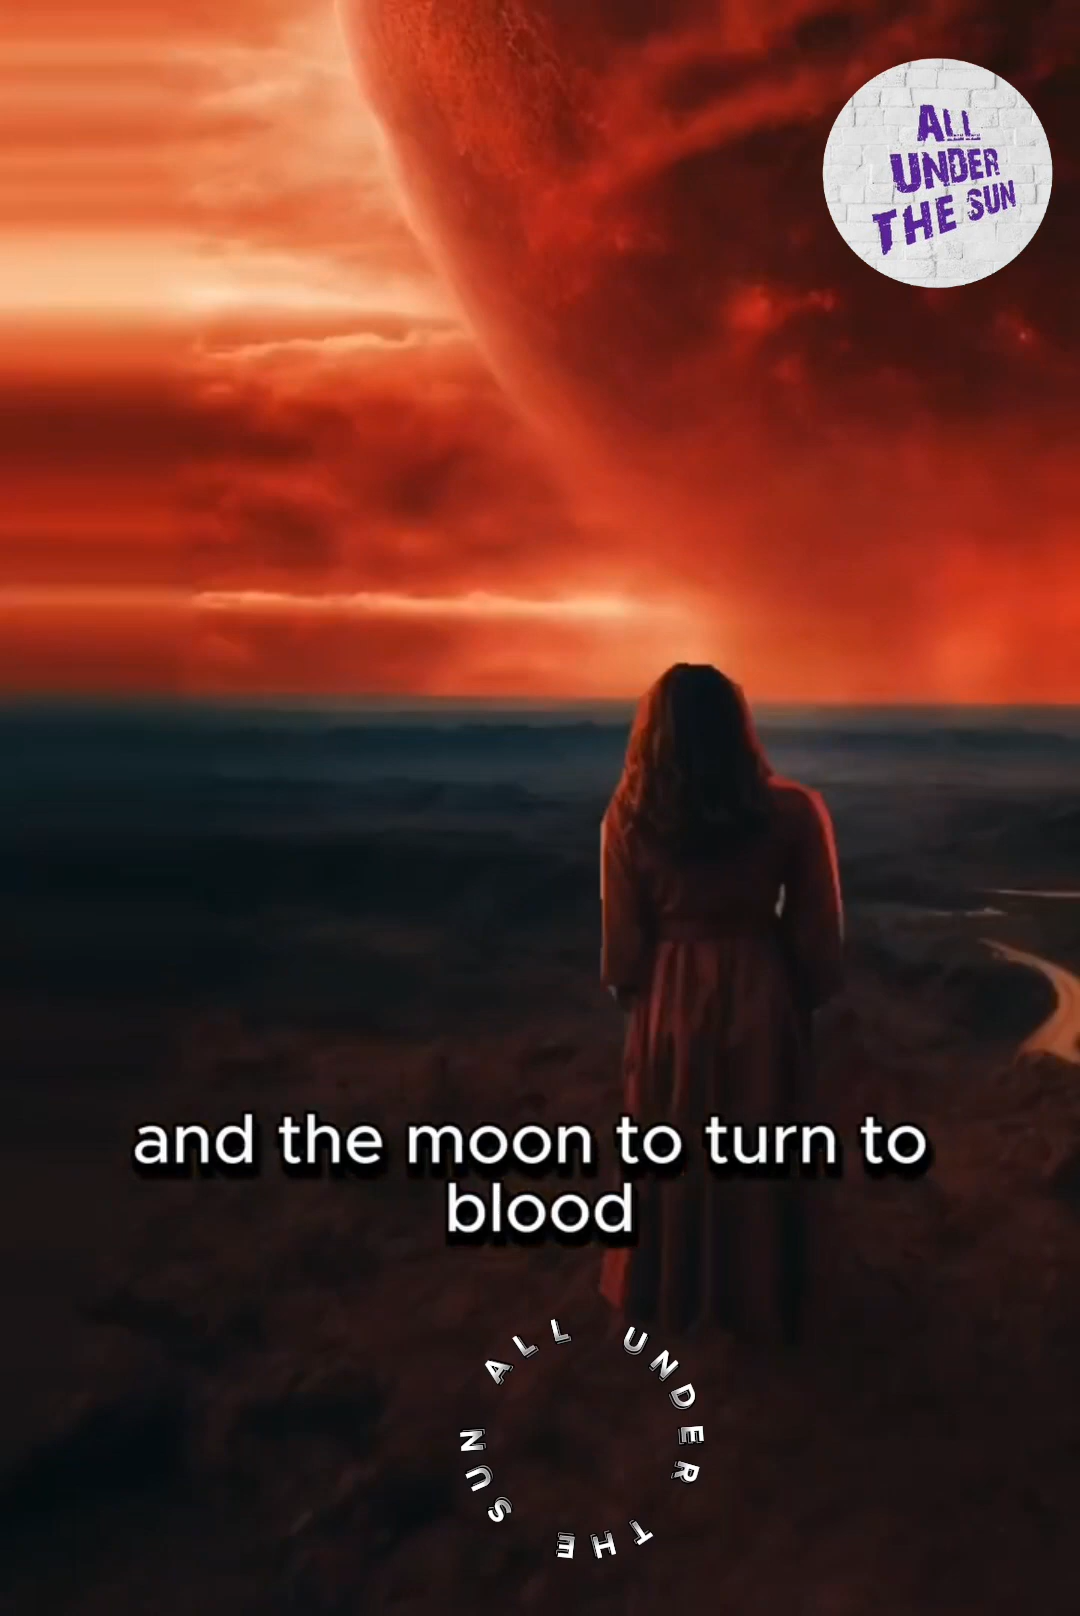 ALL
UNDER
THE SUN
and the moon to turn to
blood
ALL UNDER THE SUN